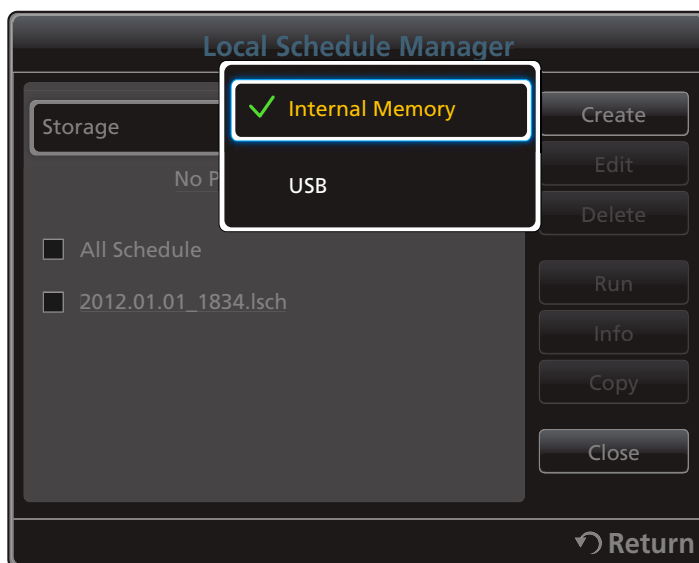 Local Schedule Manager
Storage
Internal Memory
USB
No P
All Schedule
2012.01.01_1834.lsch
Create
Edit
Delete
Run
Info
Copy
Close
Return